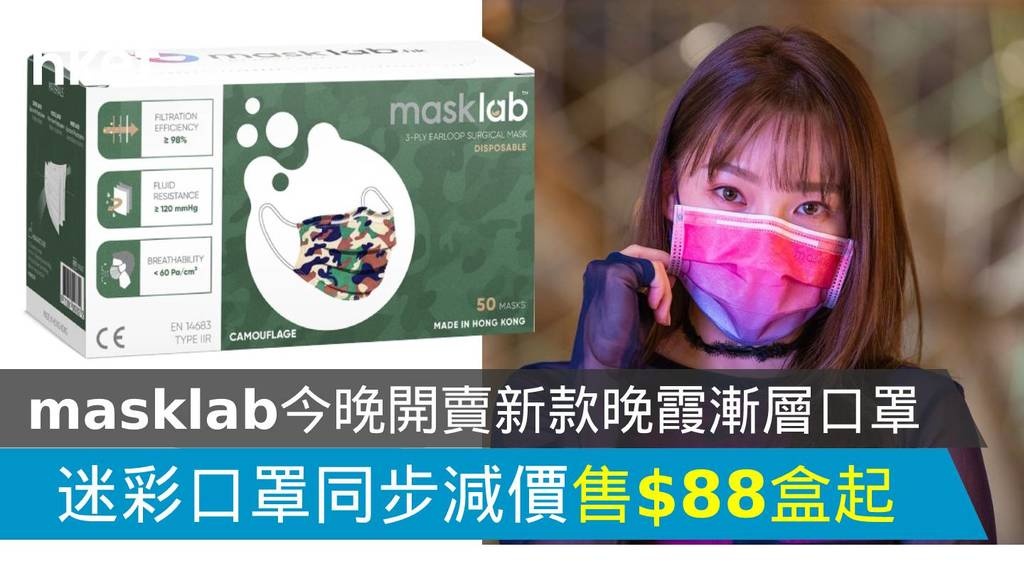 masklab.hk
masklab™
3-PLY EARLOOP SURGICAL MASK
DISPOSABLE
FILTRATION
EFFICIENCY
≥ 98%
FLUID
RESISTANCE
≥ 120 mmHg
BREATHABILITY
< 60 Pa/cm²
CE
EN 14683
TYPE IIR
CAMOUFLAGE
50 MASKS
MADE IN HONG KONG
masklab今晚開賣新款晚霞漸層口罩
迷彩口罩同步減價售$88盒起